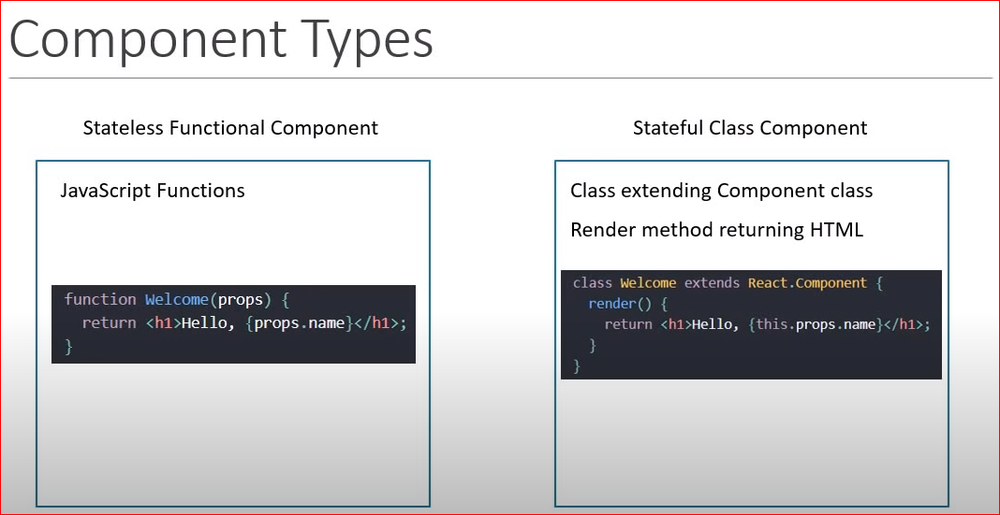 Component Types
Stateless Functional Component
JavaScript Functions
function Welcome(props) {
  return <h1>Hello, {props.name}</h1>;
}
Stateful Class Component
Class extending Component class
Render method returning HTML
class Welcome extends React.Component {
  render() {
    return <h1>Hello, {this.props.name}</h1>;
  }
}